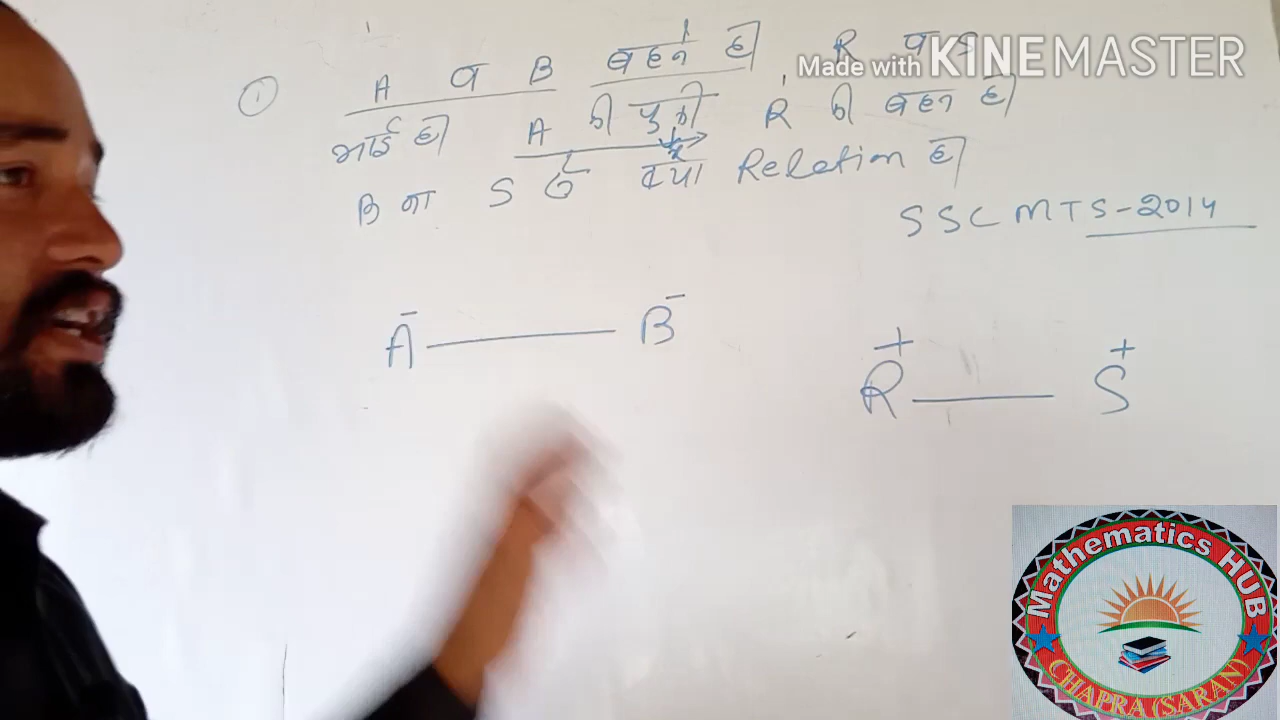 ① A व B बहन है, R व S
Made with KINEMASTER
भाई है। A की पुत्री R की बहन है।
B का S से क्या Relation है।
SSC MTS-2014
A⁻ B⁻
R⁺ S⁺
Mathematics HUB
CHAPRA (SARAN)